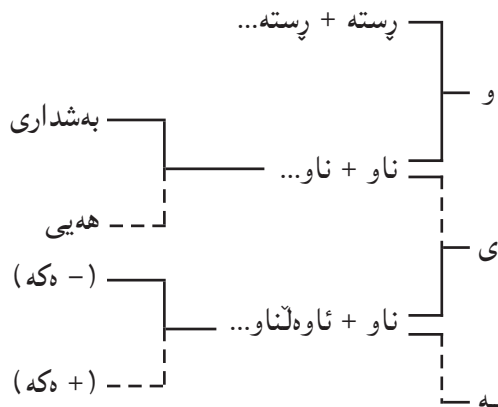 ڕستە + ڕستە...
و
بەشداری
ناو + ناو...
هەیی
ی
(– ەکە)
ناو + ئاوەڵناو...
(+ ەکە)
ـە